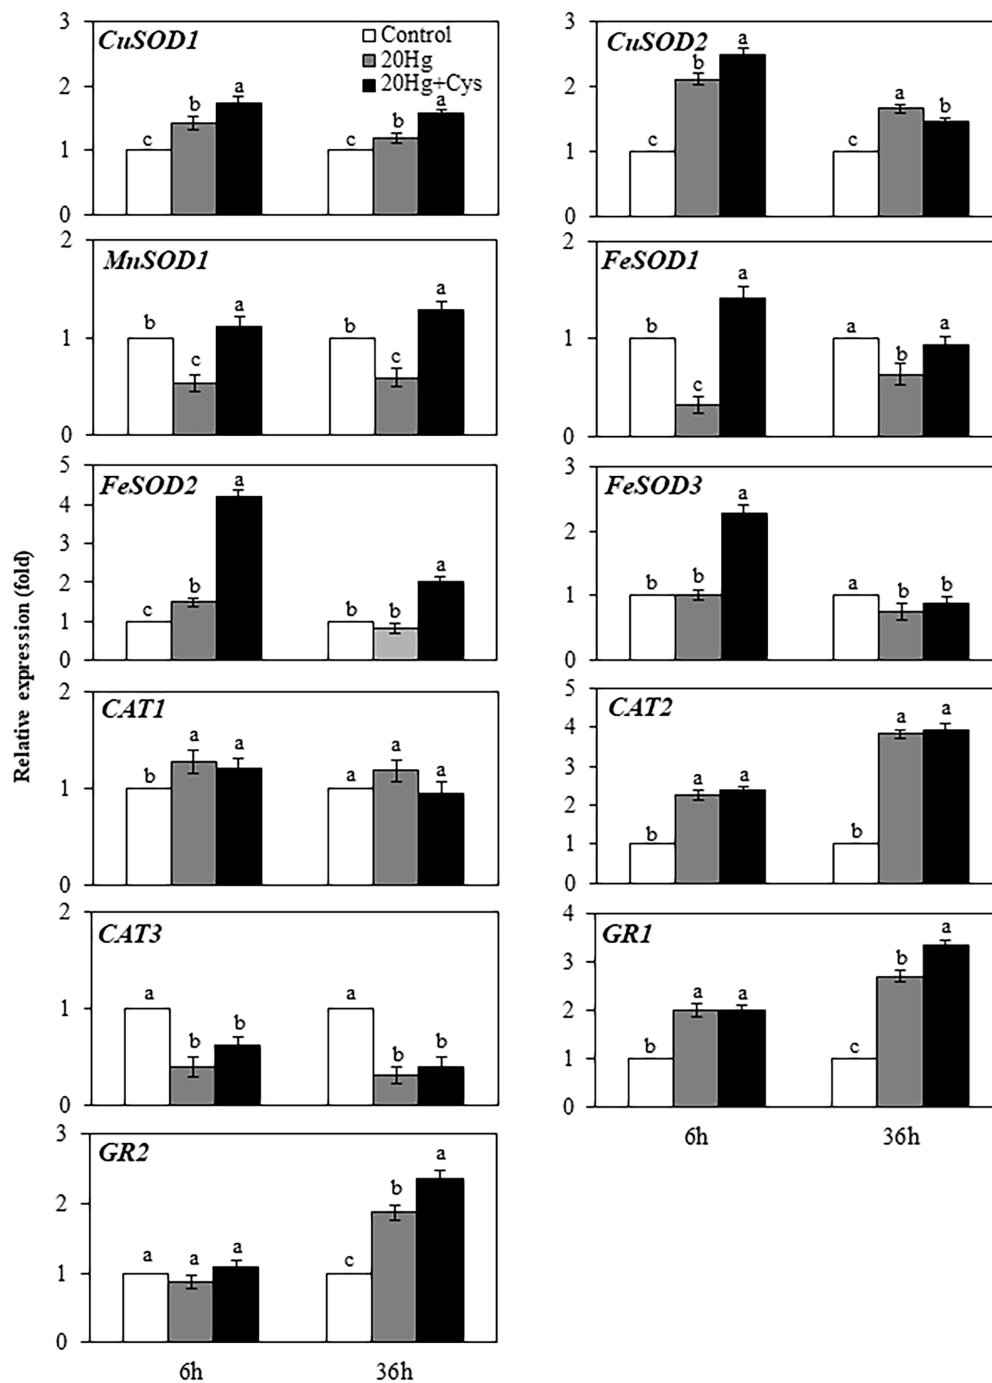 Relative expression (fold)
CuSOD1
Control
20Hg
20Hg+Cys
3
2
1
0
c b a c b a
CuSOD2
3
2
1
0
c b a c a b
MnSOD1
2
1
0
b c a b c a
FeSOD1
2
1
0
b c a a b a
FeSOD2
5
4
3
2
1
0
c b a b b a
FeSOD3
3
2
1
0
b b a a b b
CAT1
2
1
0
b a a a a a
CAT2
5
4
3
2
1
0
b a a b a a
CAT3
2
1
0
a b b a b b
GR1
4
3
2
1
0
b a a c b a
6h 36h
GR2
3
2
1
0
a a a c b a
6h 36h